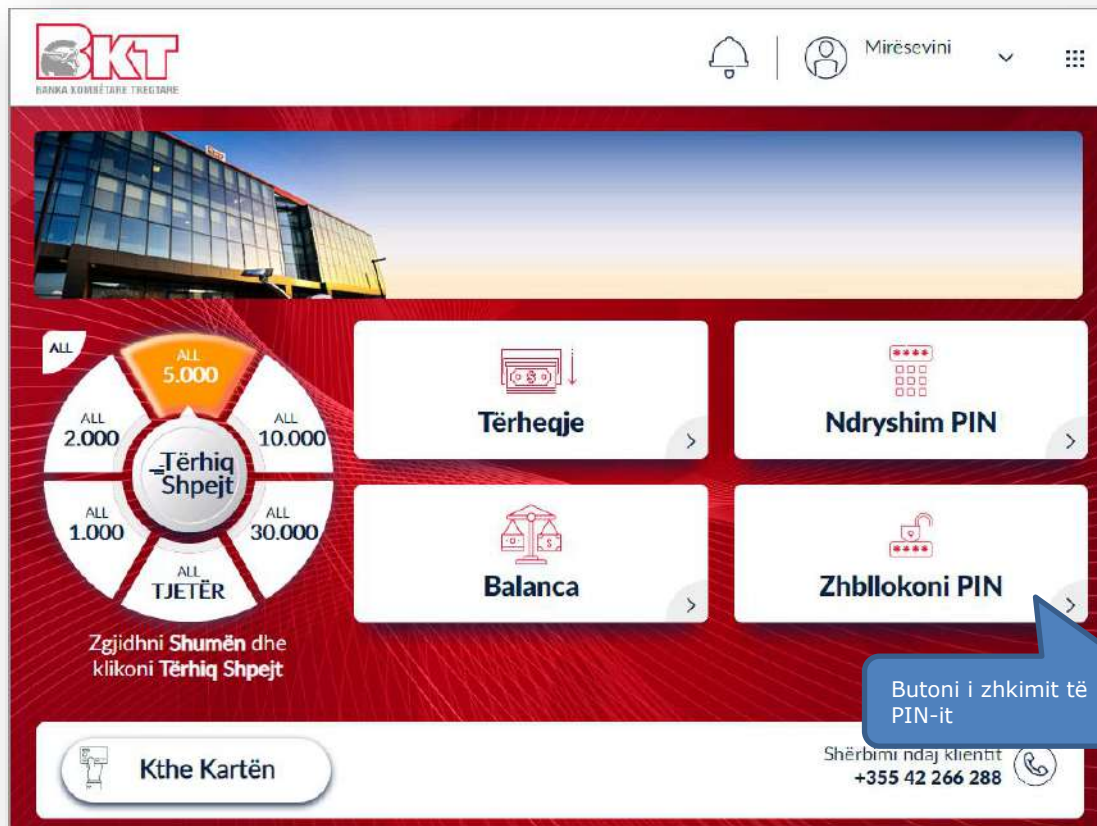 BKT
BANKA KOMBËTARE TREGTARE
Mirësevini
ALL
ALL
5.000
ALL
2.000
ALL
10.000
Tërhiq
Shpejt
ALL
1.000
ALL
30.000
ALL
TJETËR
Zgjidhni Shumën dhe
klikoni Tërhiq Shpejt
Tërheqje
Ndryshim PIN
Balanca
Zhbllokoni PIN
Butoni i zhkimit të
PIN-it
Kthe Kartën
Shërbimi ndaj klientit
+355 42 266 288